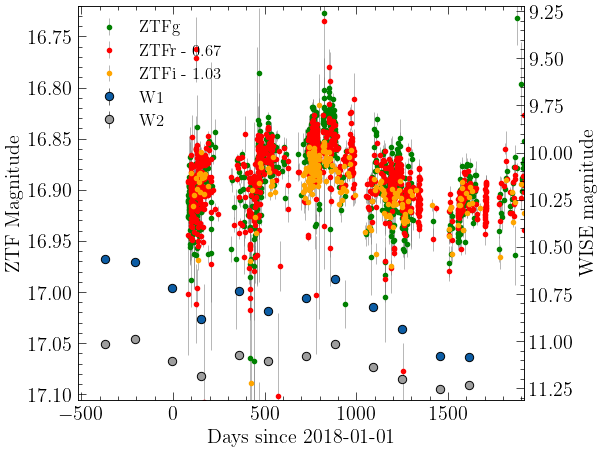 ZTFg
ZTFr - 0.67
ZTFi - 1.03
W1
W2
ZTF Magnitude
16.75
16.80
16.85
16.90
16.95
17.00
17.05
17.10
9.25
9.50
9.75
10.00
10.25
10.50
10.75
11.00
11.25
WISE magnitude
−500
0
500
1000
1500
Days since 2018-01-01